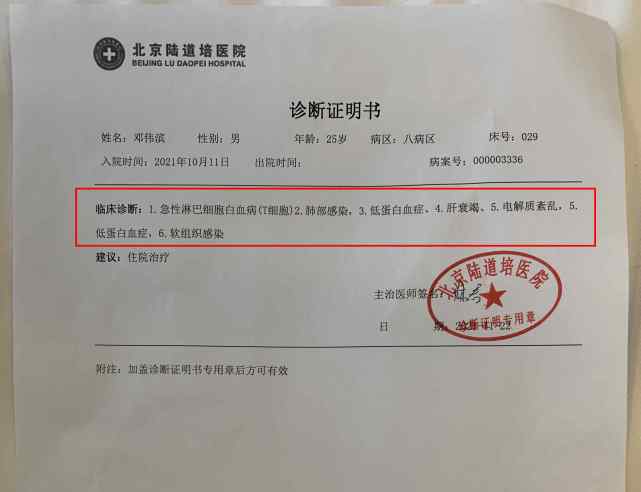 北京陆道培医院
BEIJING LU DAOPEI HOSPITAL
诊断证明书
姓名：邓伟滨 性别：男 年龄：25岁 病区：八病区 床号：029
入院时间：2021年10月11日 出院时间： 病案号：000003336
临床诊断：1.急性淋巴细胞白血病(T细胞)2.肺部感染，3.低蛋白血症、4.肝衰竭、5.电解质紊乱，5.
低蛋白血症，6.软组织感染
建议：住院治疗
北京陆道培医院
主治医师签名：
日 期：
诊断证明专用章
附注：加盖诊断证明书专用章后方可有效